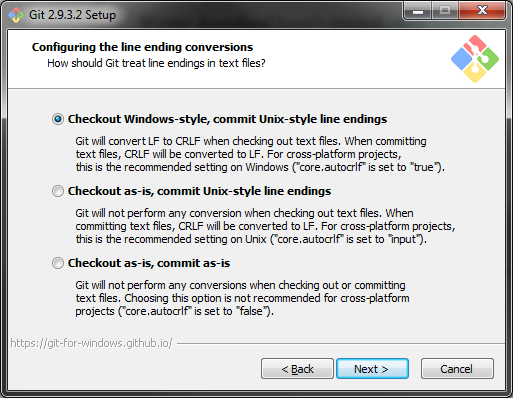 Git 2.9.3.2 Setup
Configuring the line ending conversions
How should Git treat line endings in text files?
Checkout Windows-style, commit Unix-style line endings
Git will convert LF to CRLF when checking out text files. When committing
text files, CRLF will be converted to LF. For cross-platform projects,
this is the recommended setting on Windows ("core.autocrlf" is set to "true").
Checkout as-is, commit Unix-style line endings
Git will not perform any conversion when checking out text files. When
committing text files, CRLF will be converted to LF. For cross-platform projects,
this is the recommended setting on Unix ("core.autocrlf" is set to "input").
Checkout as-is, commit as-is
Git will not perform any conversions when checking out or committing
text files. Choosing this option is not recommended for cross-platform
projects ("core.autocrlf" is set to "false").
https://git-for-windows.github.io/
< Back
Next >
Cancel